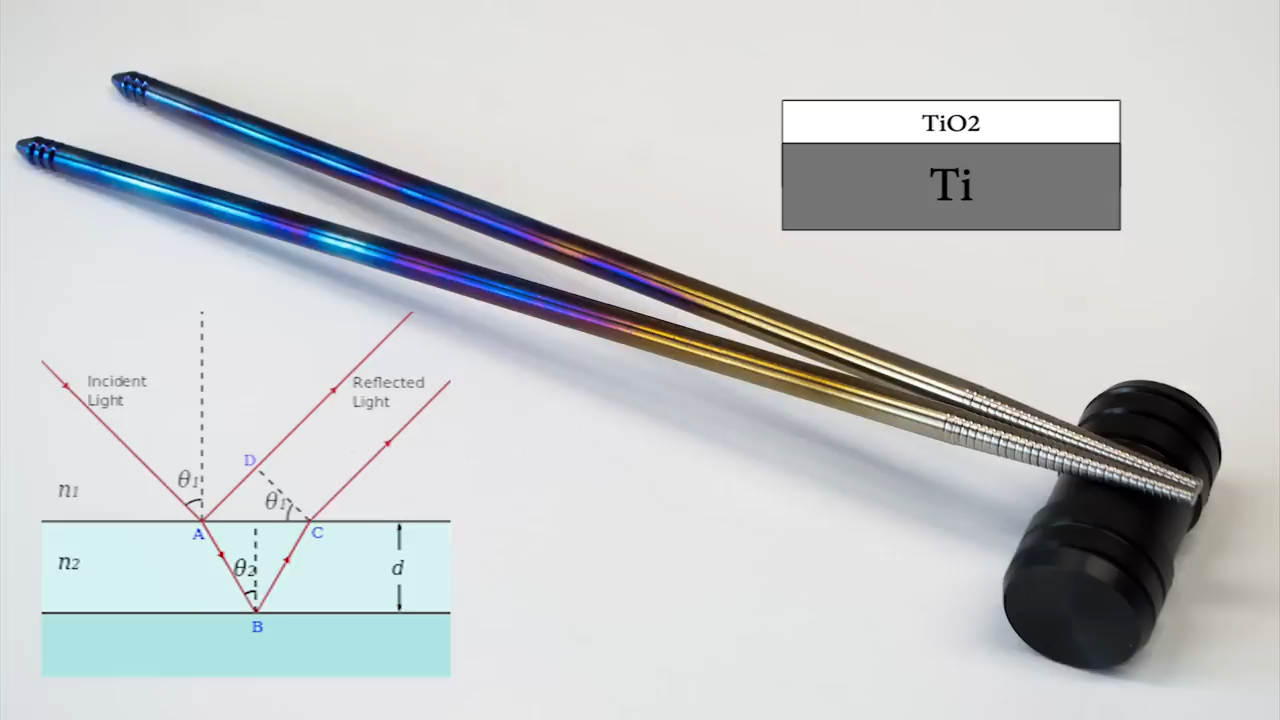 TiO2
Ti
Incident
Light
Reflected
Light
D
θ1
θ1
n1
A
C
n2
θ2
d
B